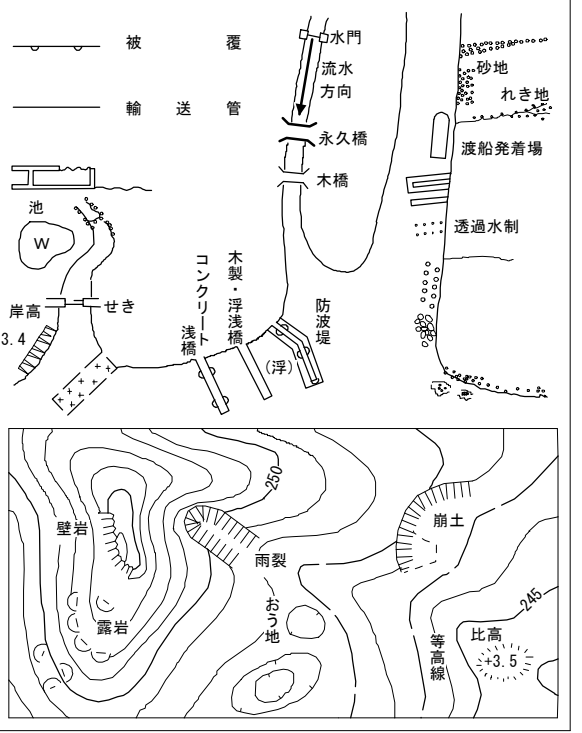 被覆
輸送管
水門
流水
方向
永久橋
木橋
砂地
れき地
渡船発着場
透過水制
池
W
岸高
3.4
せき
コンクリート
浅橋
木製・浮浅橋
(浮)
防波堤
250
壁岩
露岩
雨裂
おう地
崩土
等高線
245
比高
+3.5